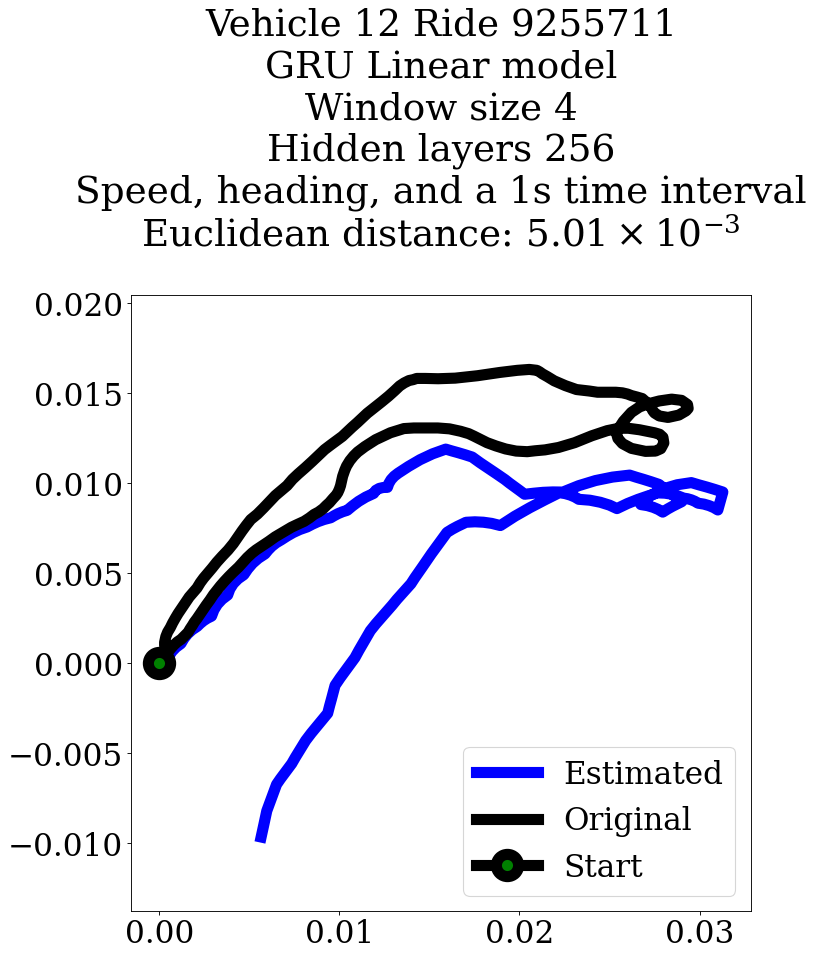 Vehicle 12 Ride 9255711
GRU Linear model
Window size 4
Hidden layers 256
Speed, heading, and a 1s time interval
Euclidean distance: 5.01 × 10⁻³
0.020
0.015
0.010
0.005
0.000
−0.005
−0.010
Estimated
Original
Start
0.00 0.01 0.02 0.03